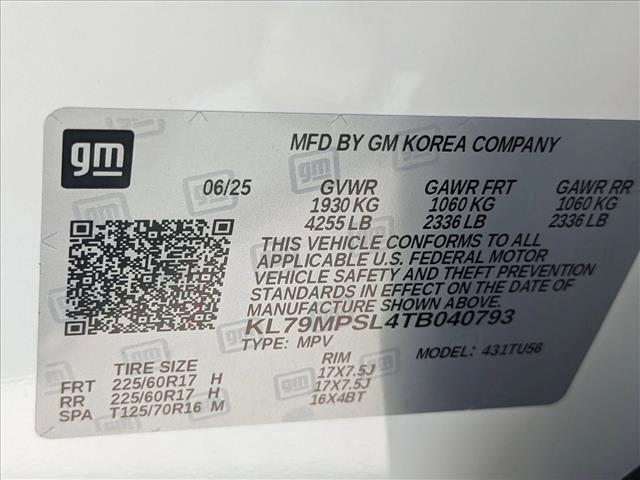 gm
MFD BY GM KOREA COMPANY
06/25 GVWR GAWR FRT GAWR RR
1930 KG 1060 KG 1060 KG
4255 LB 2336 LB 2336 LB
THIS VEHICLE CONFORMS TO ALL
APPLICABLE U.S. FEDERAL MOTOR
VEHICLE SAFETY AND THEFT PREVENTION
STANDARDS IN EFFECT ON THE DATE OF
MANUFACTURE SHOWN ABOVE.
KL79MPSL4TB040793
TYPE: MPV MODEL: 431TU56
TIRE SIZE RIM
FRT 225/60R17 H 17X7.5J
RR 225/60R17 H 17X7.5J
SPA T125/70R16 M 16X4BT